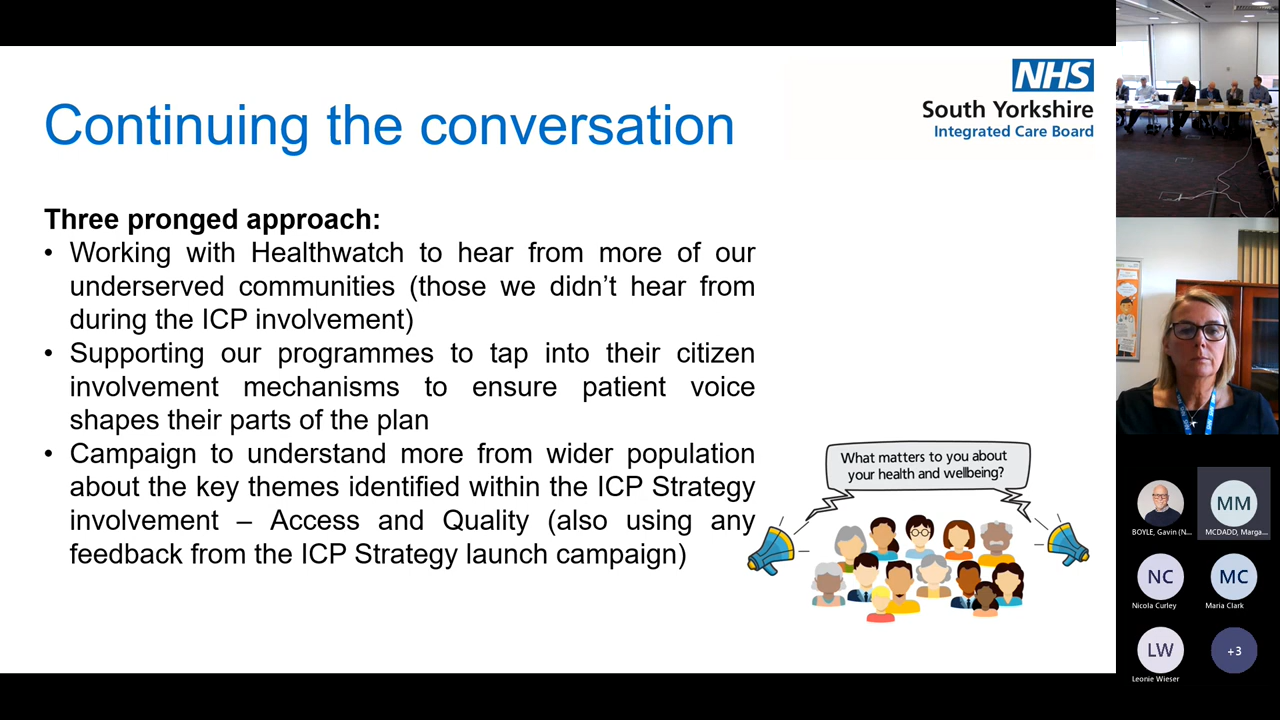 Continuing the conversation
NHS
South Yorkshire
Integrated Care Board
Three pronged approach:
• Working with Healthwatch to hear from more of our
underserved communities (those we didn’t hear from
during the ICP involvement)
• Supporting our programmes to tap into their citizen
involvement mechanisms to ensure patient voice
shapes their parts of the plan
• Campaign to understand more from wider population
about the key themes identified within the ICP Strategy
involvement – Access and Quality (also using any
feedback from the ICP Strategy launch campaign)
What matters to you about
your health and wellbeing?
BOYLE, Gavin (N...
MM
MCDADD, Marga...
NC
Nicola Curley
MC
Maria Clark
LW
Leonie Wieser
+3